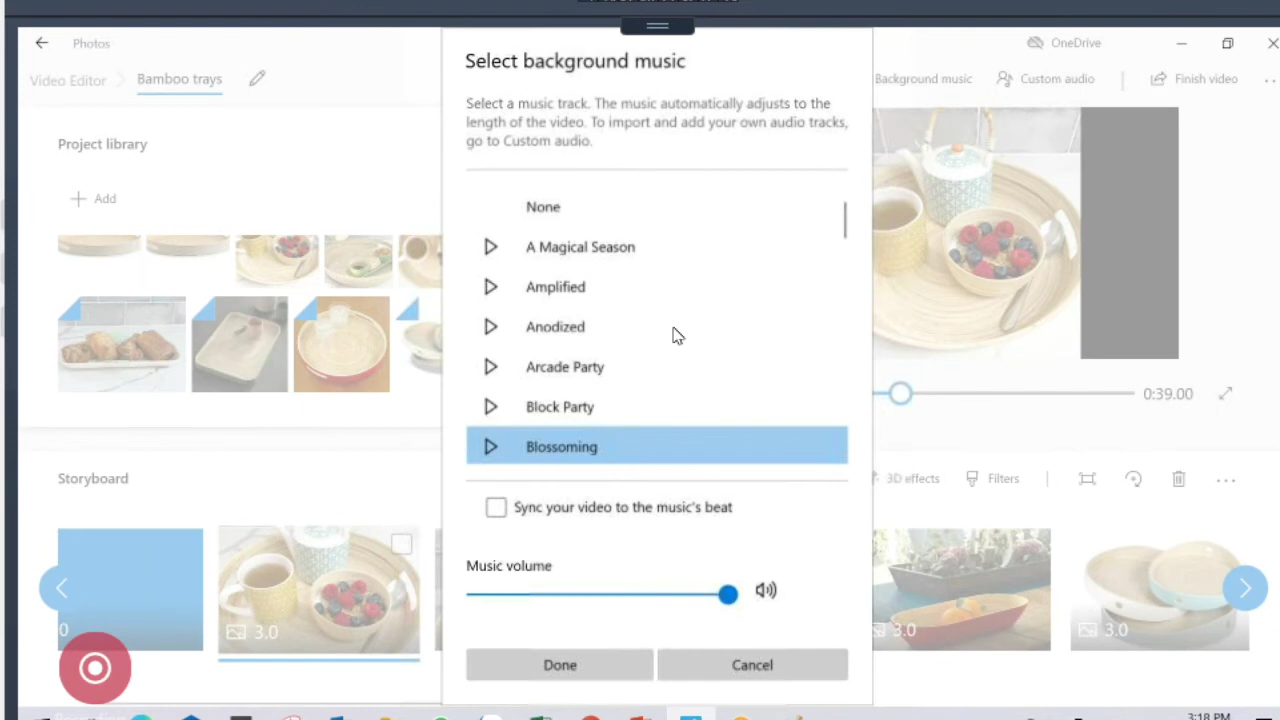 Photos
OneDrive
Video Editor
Bamboo trays
Background music
Custom audio
Finish video
Select background music
Select a music track. The music automatically adjusts to the
length of the video. To import and add your own audio tracks,
go to Custom audio.
Project library
Add
None
A Magical Season
Amplified
Anodized
Arcade Party
Block Party
Blossoming
0:39.00
Storyboard
3D effects
Filters
Sync your video to the music's beat
Music volume
0
3.0
3.0
3.0
Done
Cancel
3:18 PM